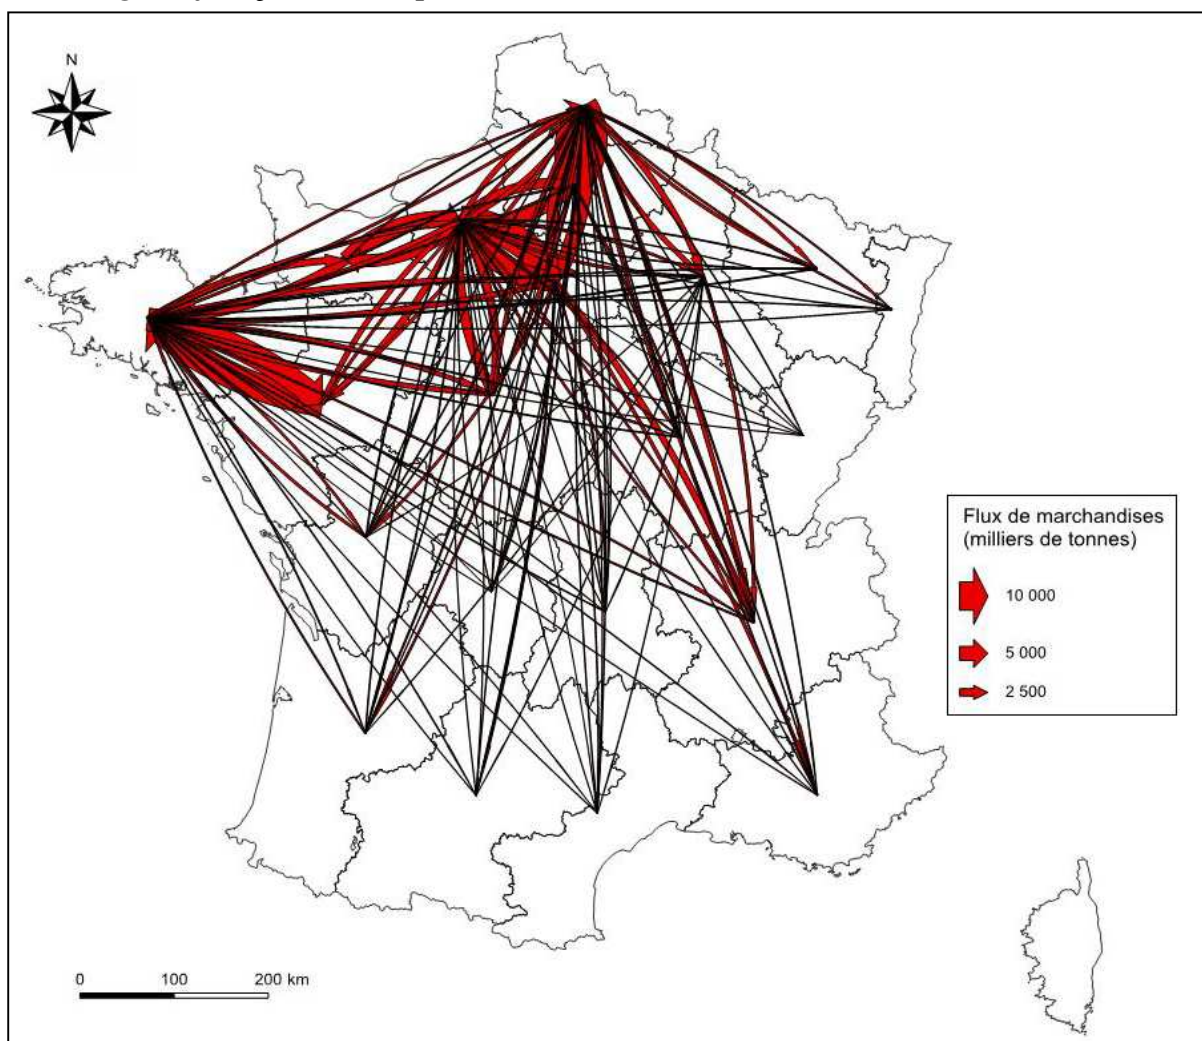 N
Flux de marchandises
(milliers de tonnes)
10 000
5 000
2 500
0 100 200 km